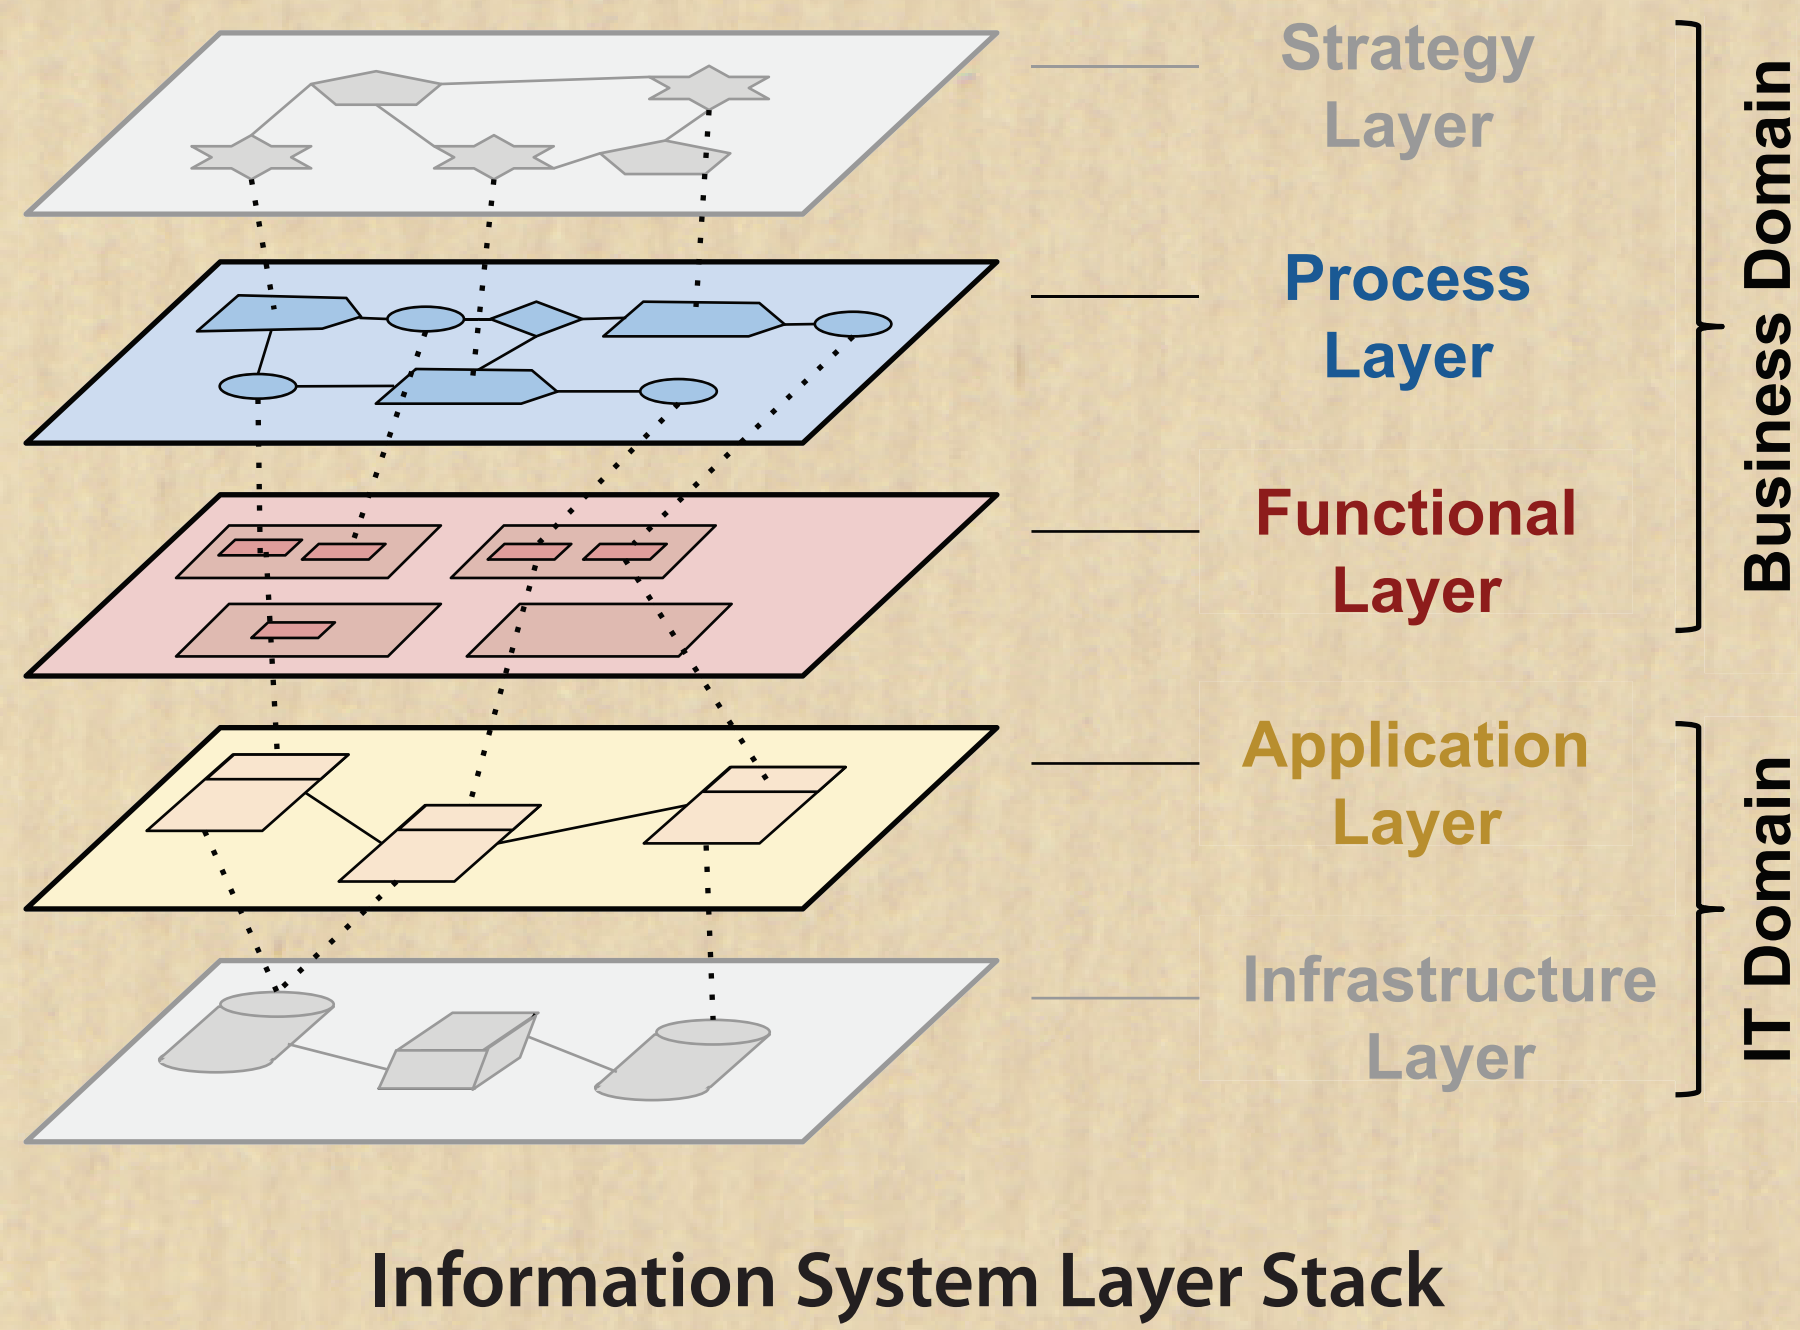 Strategy
Layer
Process
Layer
Functional
Layer
Application
Layer
Infrastructure
Layer
Business Domain
IT Domain
Information System Layer Stack